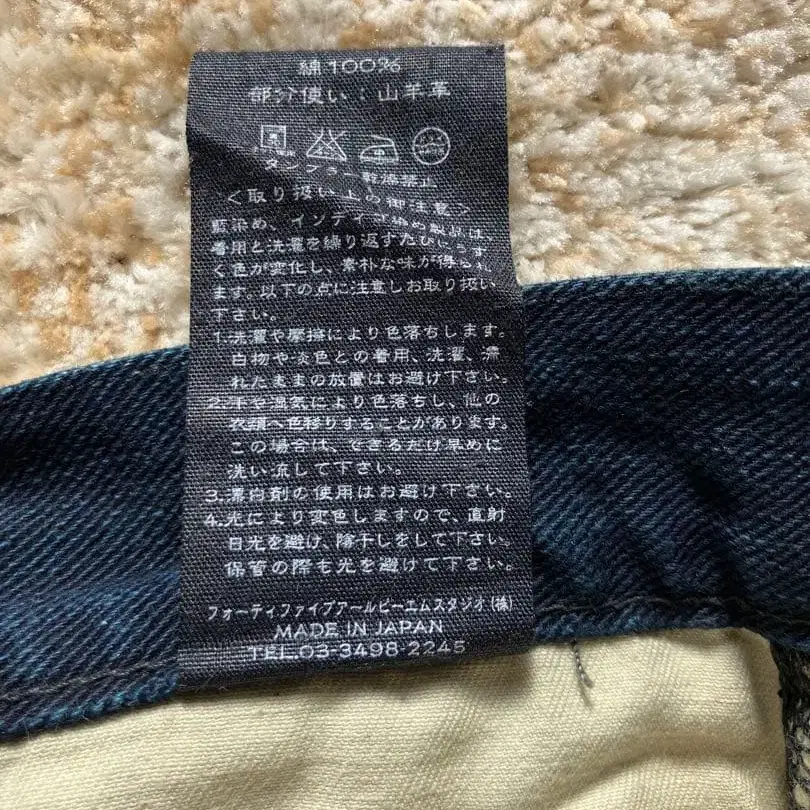 綿100%
部分使い：山羊革
タンブラー乾燥禁止
<取り扱い上の御注意>
藍染め、インディゴ染め製品は、
着用と洗濯を繰り返すたびにうす
く色が変化し、素朴な味が得られ
ます。以下の点に注意しお取り扱い
下さい。
1.洗濯や摩擦により色落ちします。
白物や淡色との着用、洗濯、濡
れたままの放置はお避け下さい。
2.汗や湿気により色落ちし、他の
衣類へ色移りすることがあります。
この場合は、できるだけ早めに
洗い流して下さい。
3.漂白剤の使用はお避け下さい。
4.光により変色しますので、直射
日光を避け、陰干しをして下さい。
保管の際も光を避けて下さい。
フォーティファイブアールピーエムスタジオ(株)
MADE IN JAPAN
TEL.03-3498-2245